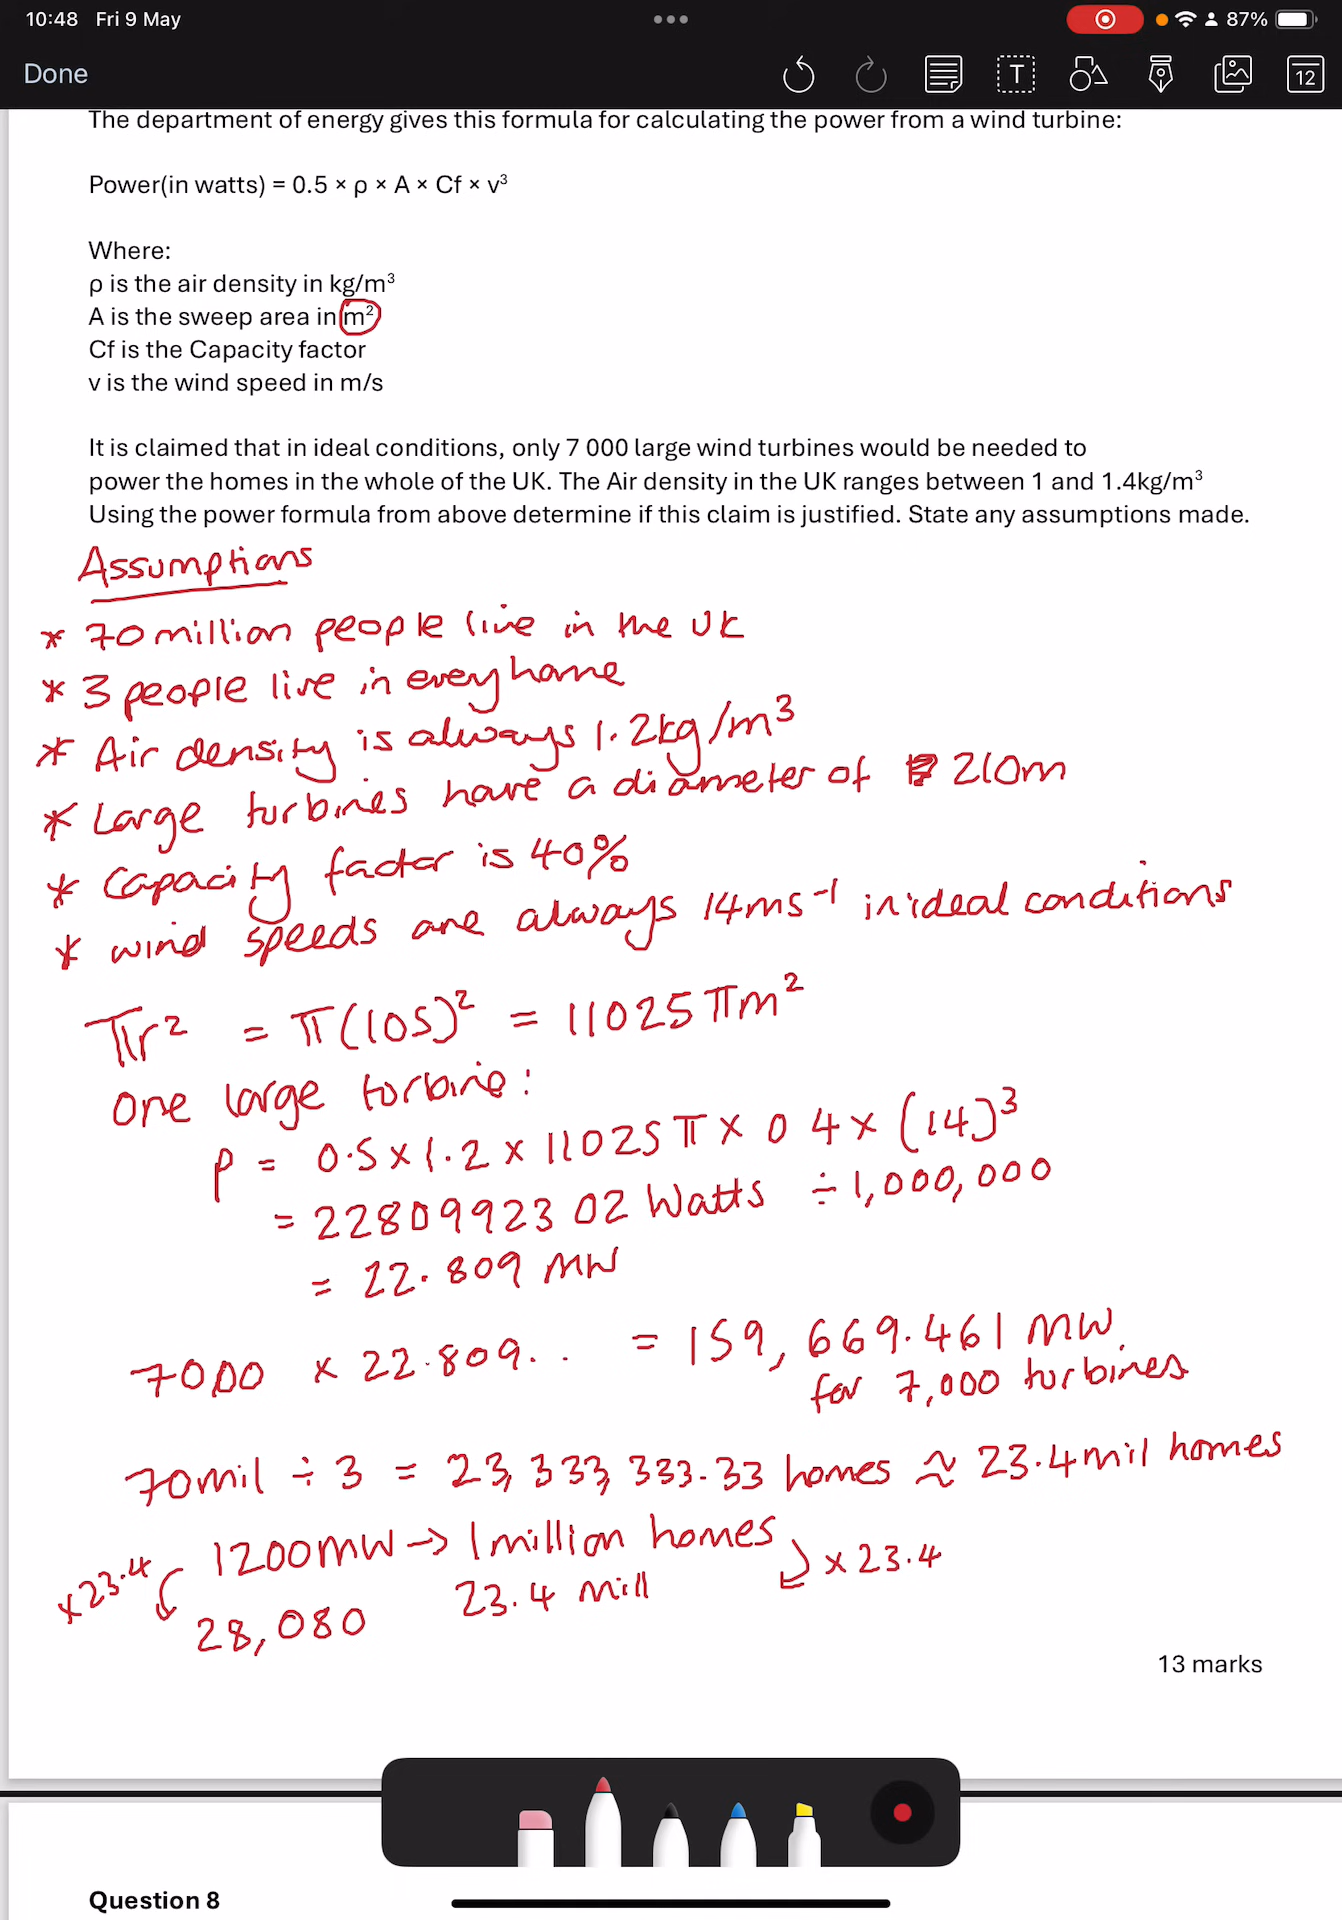 10:48 Fri 9 May
87%
Done
T
12
The department of energy gives this formula for calculating the power from a wind turbine:
Power(in watts) = 0.5 × ρ × A × Cf × v³
Where:
ρ is the air density in kg/m³
A is the sweep area in m²
Cf is the Capacity factor
v is the wind speed in m/s
It is claimed that in ideal conditions, only 7 000 large wind turbines would be needed to
power the homes in the whole of the UK. The Air density in the UK ranges between 1 and 1.4kg/m³
Using the power formula from above determine if this claim is justified. State any assumptions made.
Assumptions
* 70 million people live in the UK
* 3 people live in every home
* Air density is always 1.2kg/m³
* Large turbines have a diameter of 210m
* Capacity factor is 40%
* wind speeds are always 14ms⁻¹ in ideal conditions
πr² = π(105)² = 11025πm²
One large turbine:
P = 0.5 × 1.2 × 11025π × 0 4 × (14)³
= 22809923 02 Watts ÷ 1,000,000
= 22.809 MW
7000 × 22.809.. = 159,669.461 MW
for 7,000 turbines
70mil ÷ 3 = 23,333,333.33 homes ≈ 23.4mil homes
1200MW → 1 million homes
×23.4 23.4 mill ×23.4
28,080
13 marks
Question 8